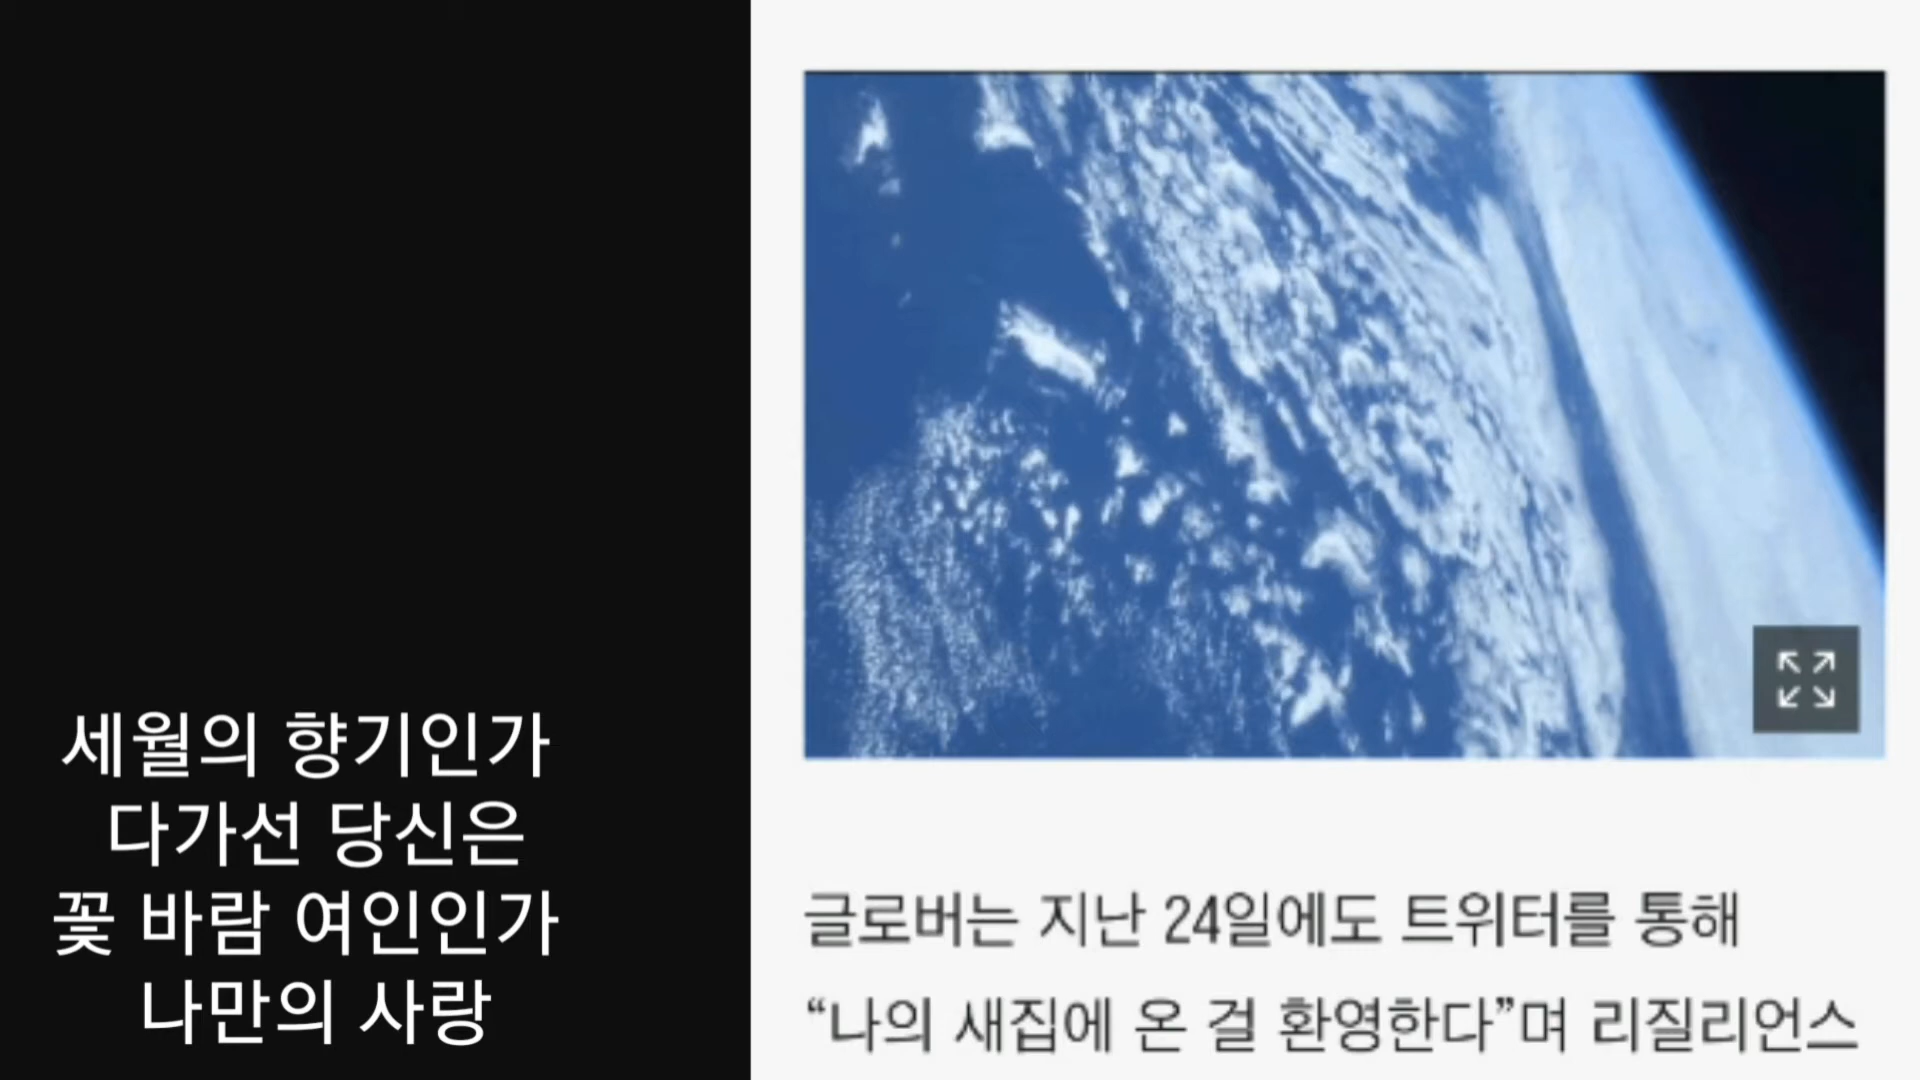 세월의 향기인가
다가선 당신은
꽃 바람 여인인가
나만의 사랑
글로버는 지난 24일에도 트위터를 통해
“나의 새집에 온 걸 환영한다”며 리질리언스